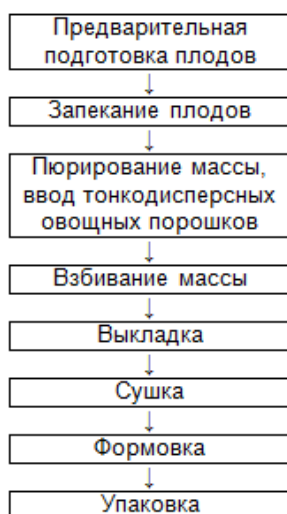 Предварительная
подготовка плодов
↓
Запекание плодов
↓
Пюрирование массы,
ввод тонкодисперсных
овощных порошков
↓
Взбивание массы
↓
Выкладка
↓
Сушка
↓
Формовка
↓
Упаковка